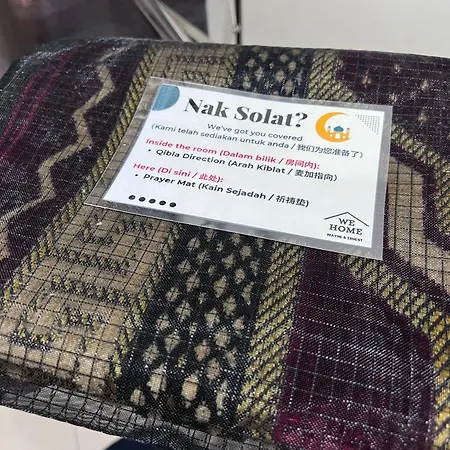 Nak Solat?
We've got you covered
(Kami telah sediakan untuk anda / 我们为您准备了)
Inside the room (Dalam bilik / 房间内):
• Qibla Direction (Arah Kiblat / 麦加指向)
Here (Di sini / 此处):
• Prayer Mat (Kain Sejadah / 祈祷垫)
WE
HOME